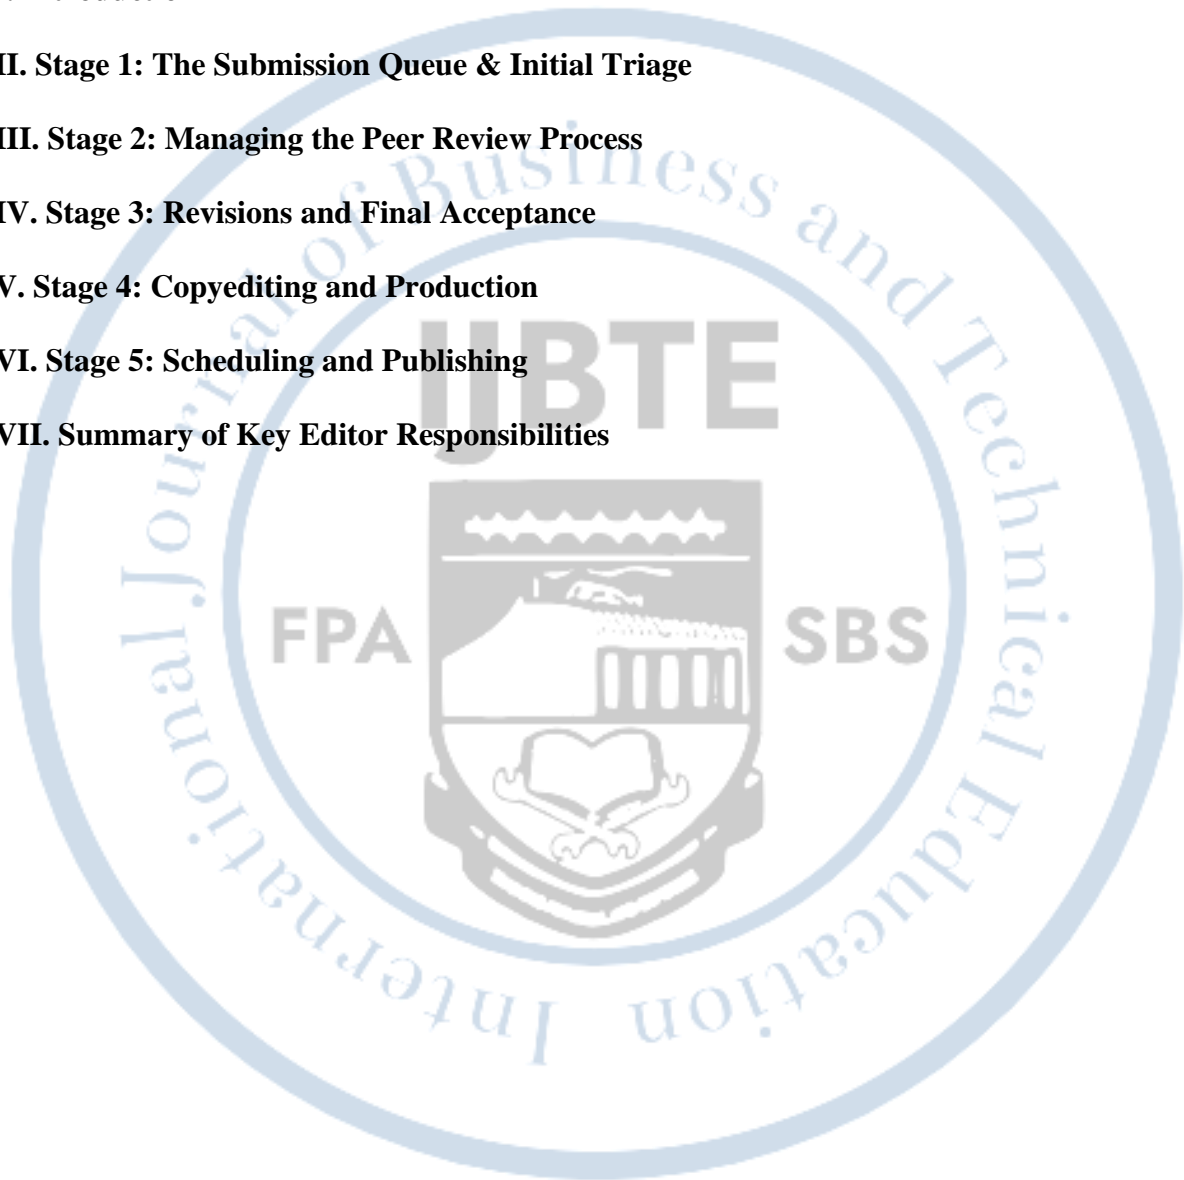 II. Stage 1: The Submission Queue & Initial Triage
III. Stage 2: Managing the Peer Review Process
IV. Stage 3: Revisions and Final Acceptance
V. Stage 4: Copyediting and Production
VI. Stage 5: Scheduling and Publishing
VII. Summary of Key Editor Responsibilities
International Journal of Business and Technical Education
IJBTE
FPA
SBS